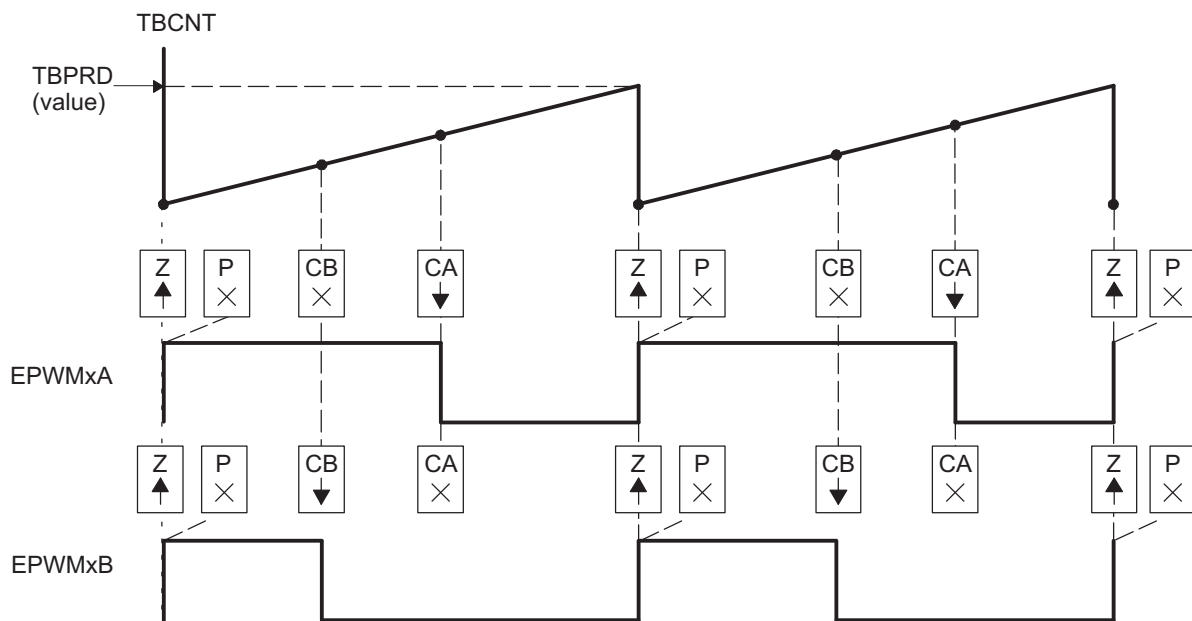 TBCNT
TBPRD
(value)
Z P CB CA Z P CB CA Z P
EPWMxA
Z P CB CA Z P CB CA Z P
EPWMxB